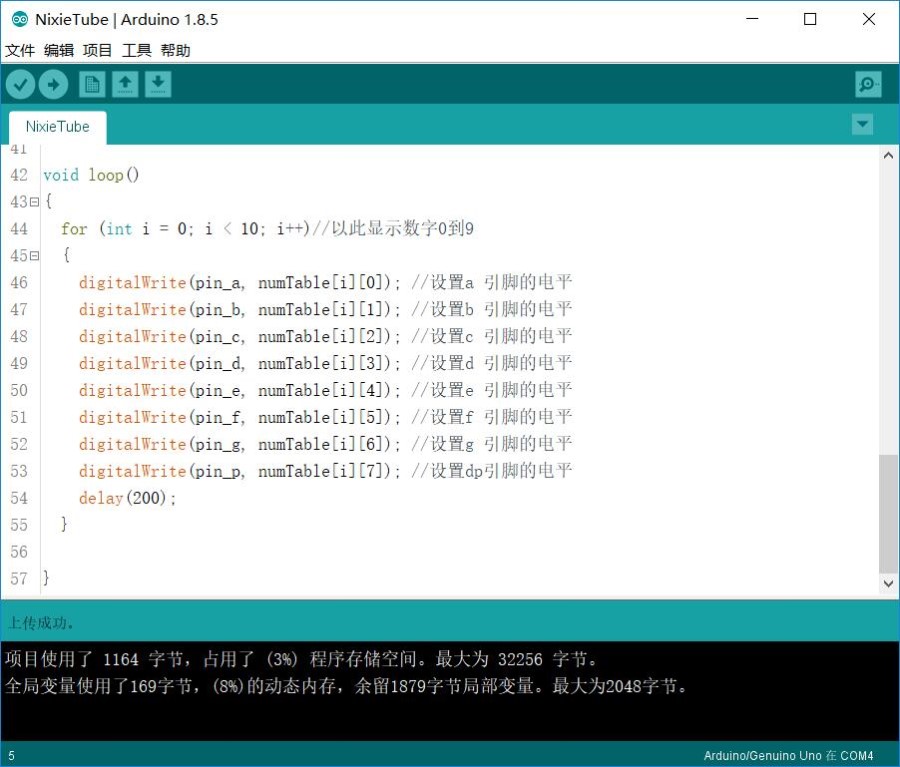 NixieTube | Arduino 1.8.5
文件 编辑 项目 工具 帮助
NixieTube
41
42 void loop()
43 {
44 for (int i = 0; i < 10; i++)//以此显示数字0到9
45 {
46 digitalWrite(pin_a, numTable[i][0]); //设置a 引脚的电平
47 digitalWrite(pin_b, numTable[i][1]); //设置b 引脚的电平
48 digitalWrite(pin_c, numTable[i][2]); //设置c 引脚的电平
49 digitalWrite(pin_d, numTable[i][3]); //设置d 引脚的电平
50 digitalWrite(pin_e, numTable[i][4]); //设置e 引脚的电平
51 digitalWrite(pin_f, numTable[i][5]); //设置f 引脚的电平
52 digitalWrite(pin_g, numTable[i][6]); //设置g 引脚的电平
53 digitalWrite(pin_p, numTable[i][7]); //设置dp引脚的电平
54 delay(200);
55 }
56
57 }
上传成功。
项目使用了 1164 字节，占用了 (3%) 程序存储空间。最大为 32256 字节。
全局变量使用了169字节，(8%)的动态内存，余留1879字节局部变量。最大为2048字节。
5 Arduino/Genuino Uno 在 COM4